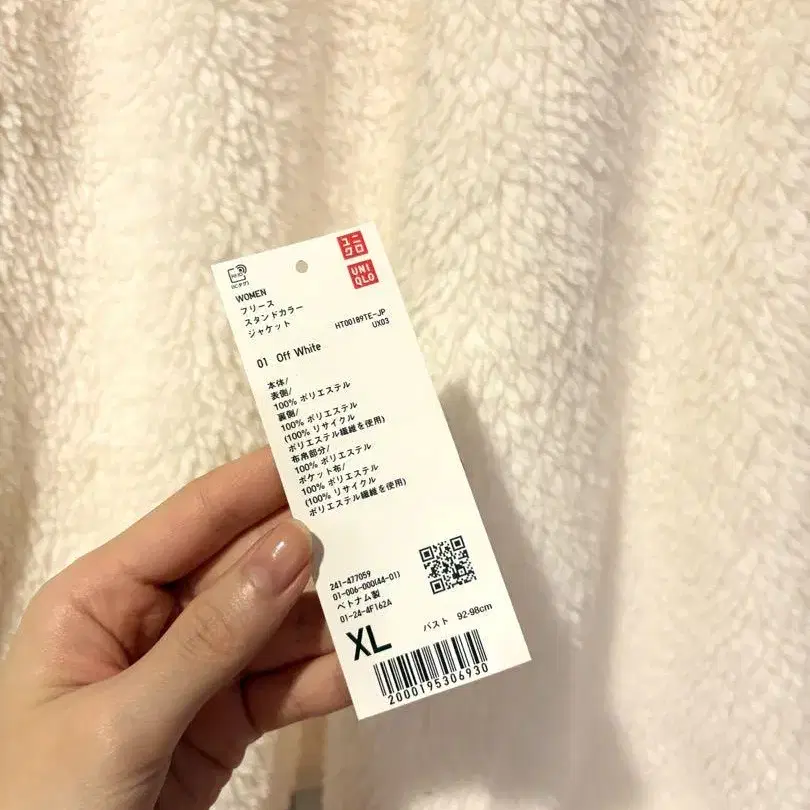 ユニ
クロ
UNI
QLO
RFID
WOMEN
フリース
スタンドカラー
ジャケット
HT00189TE-JP
UX03
01 Off White
本体/
表側/
100% ポリエステル
裏側/
100% ポリエステル
(100% リサイクル
ポリエステル繊維を使用)
布帛部分/
100% ポリエステル
ポケット布/
100% ポリエステル
(100% リサイクル
ポリエステル繊維を使用)
241-477059
01-006-000(44-01)
ベトナム製
01-24-4F162A
XL
バスト 92-98cm
2000195306930